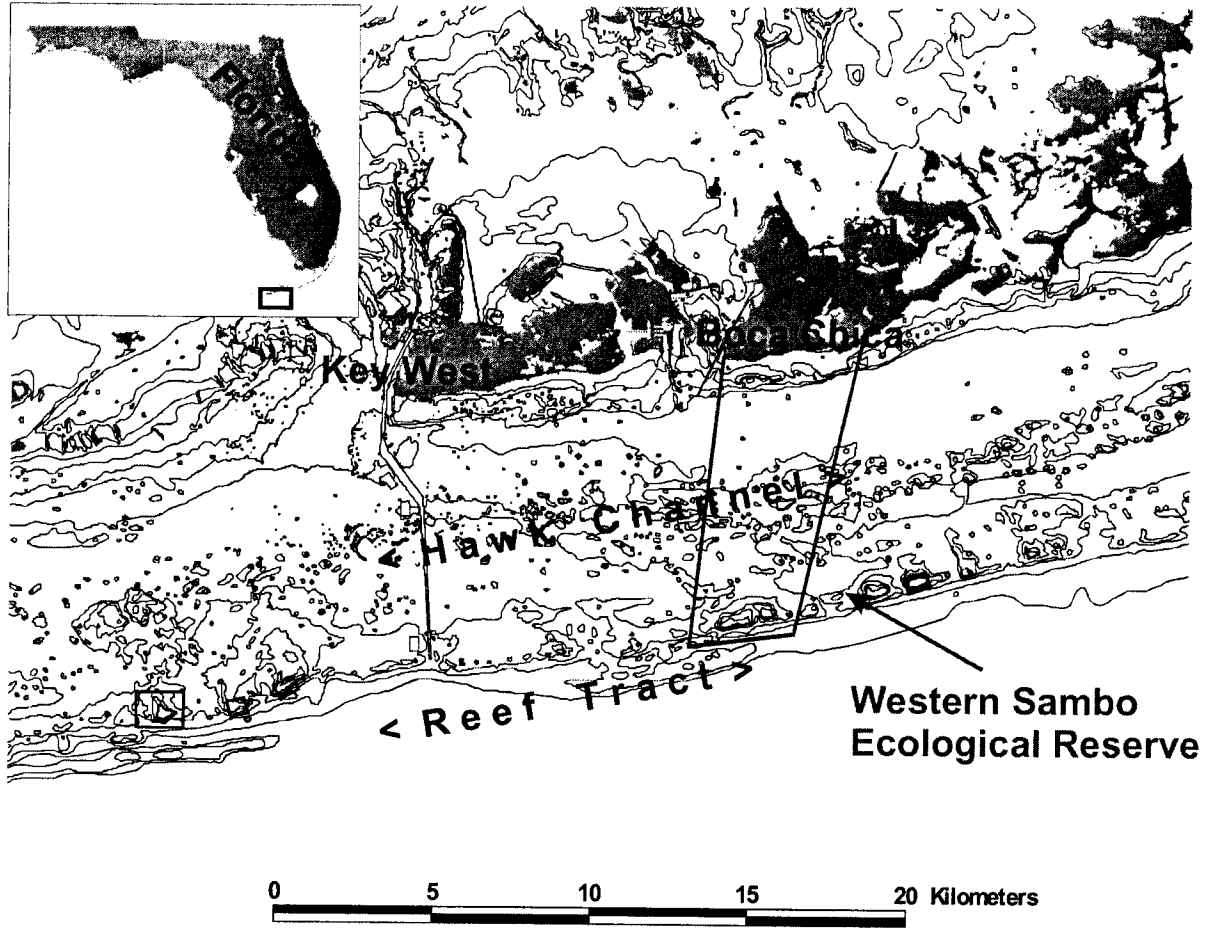 Florida
Boca Chica
Key West
< Hawk Channel >
< Reef Tract >
Western Sambo
Ecological Reserve
0 5 10 15 20 Kilometers